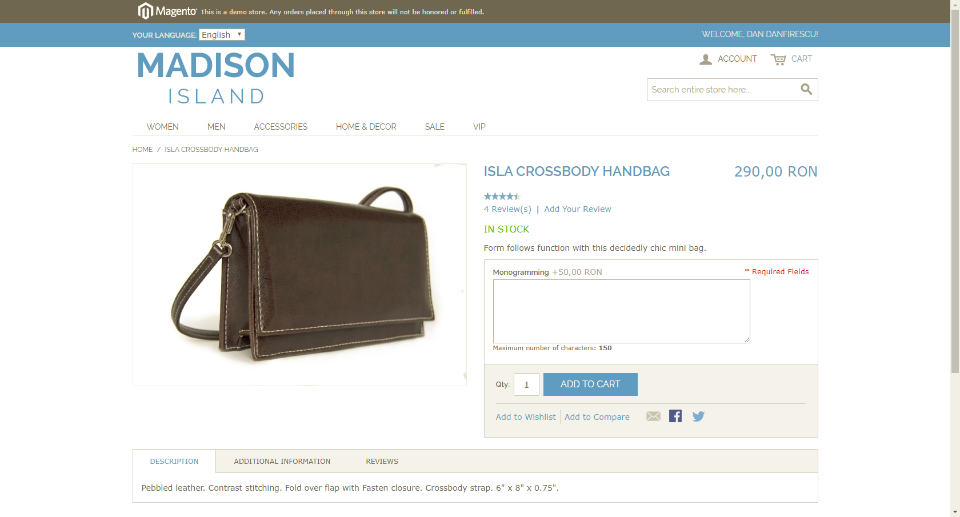 Magento This is a demo store. Any orders placed through this store will not be honored or fulfilled.
YOUR LANGUAGE: English WELCOME, DAN DANFIRESCU!
MADISON
ISLAND
ACCOUNT CART
Search entire store here...
WOMEN MEN ACCESSORIES HOME & DECOR SALE VIP
HOME / ISLA CROSSBODY HANDBAG
ISLA CROSSBODY HANDBAG 290,00 RON
4 Review(s) | Add Your Review
IN STOCK
Form follows function with this decidedly chic mini bag.
Monogramming +50,00 RON * Required Fields
Maximum number of characters: 150
Qty: 1 ADD TO CART
Add to Wishlist Add to Compare
DESCRIPTION ADDITIONAL INFORMATION REVIEWS
Pebbled leather. Contrast stitching. Fold over flap with Fasten closure. Crossbody strap. 6" x 8" x 0.75".